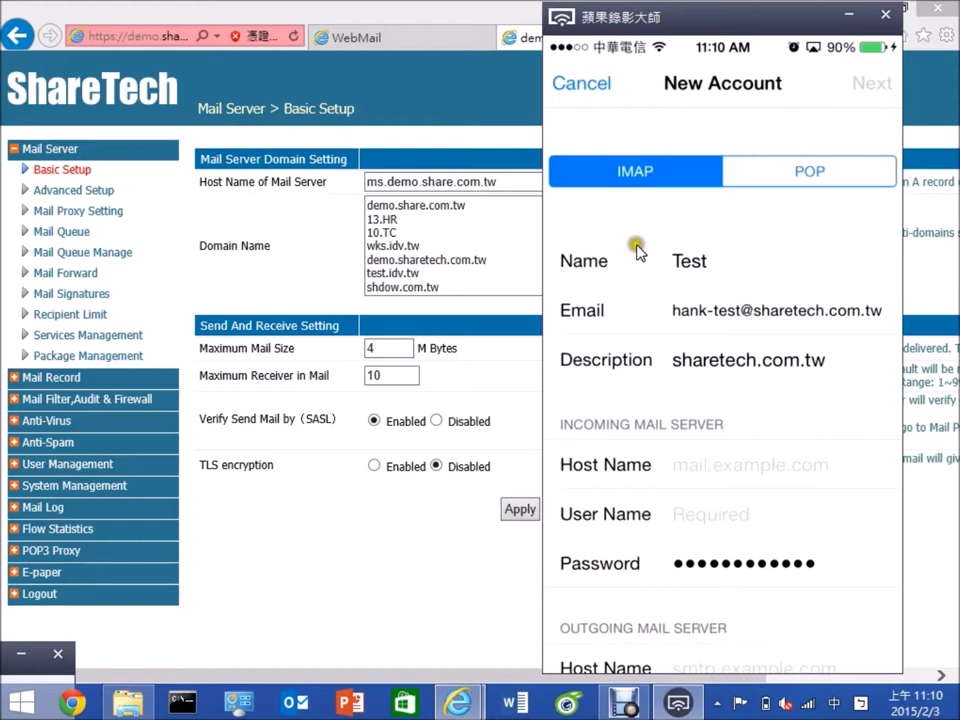 https://demo.sha...
憑證...
WebMail
den
ShareTech
Mail Server > Basic Setup
Mail Server
Basic Setup
Advanced Setup
Mail Proxy Setting
Mail Queue
Mail Queue Manage
Mail Forward
Mail Signatures
Recipient Limit
Services Management
Package Management
Mail Record
Mail Filter,Audit & Firewall
Anti-Virus
Anti-Spam
User Management
System Management
Mail Log
Flow Statistics
POP3 Proxy
E-paper
Logout
Mail Server Domain Setting
Host Name of Mail Server
ms.demo.share.com.tw
Domain Name
demo.share.com.tw
13.HR
10.TC
wks.idv.tw
demo.sharetech.com.tw
test.idv.tw
shdow.com.tw
Send And Receive Setting
Maximum Mail Size
4
M Bytes
Maximum Receiver in Mail
10
Verify Send Mail by (SASL)
Enabled
Disabled
TLS encryption
Enabled
Disabled
Apply
蘋果錄影大師
中華電信
11:10 AM
90%
Cancel
New Account
Next
IMAP
POP
Name
Test
Email
hank-test@sharetech.com.tw
Description
sharetech.com.tw
INCOMING MAIL SERVER
Host Name
mail.example.com
User Name
Required
Password
●●●●●●●●●●●●
OUTGOING MAIL SERVER
Host Name
smtp.example.com
n A record (
ti-domains s
delivered. T
ault will be r
Range: 1~9
r will verify
go to Mail P
mail will giv
中
上午 11:10
2015/2/3